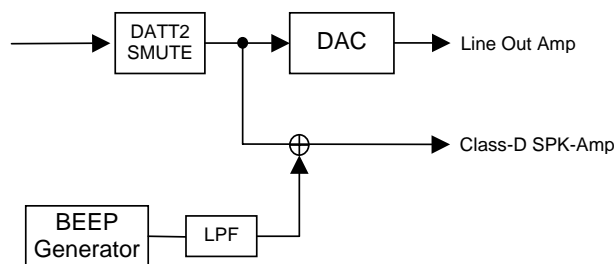 DATT2
SMUTE
DAC
Line Out Amp
Class-D SPK-Amp
BEEP
Generator
LPF